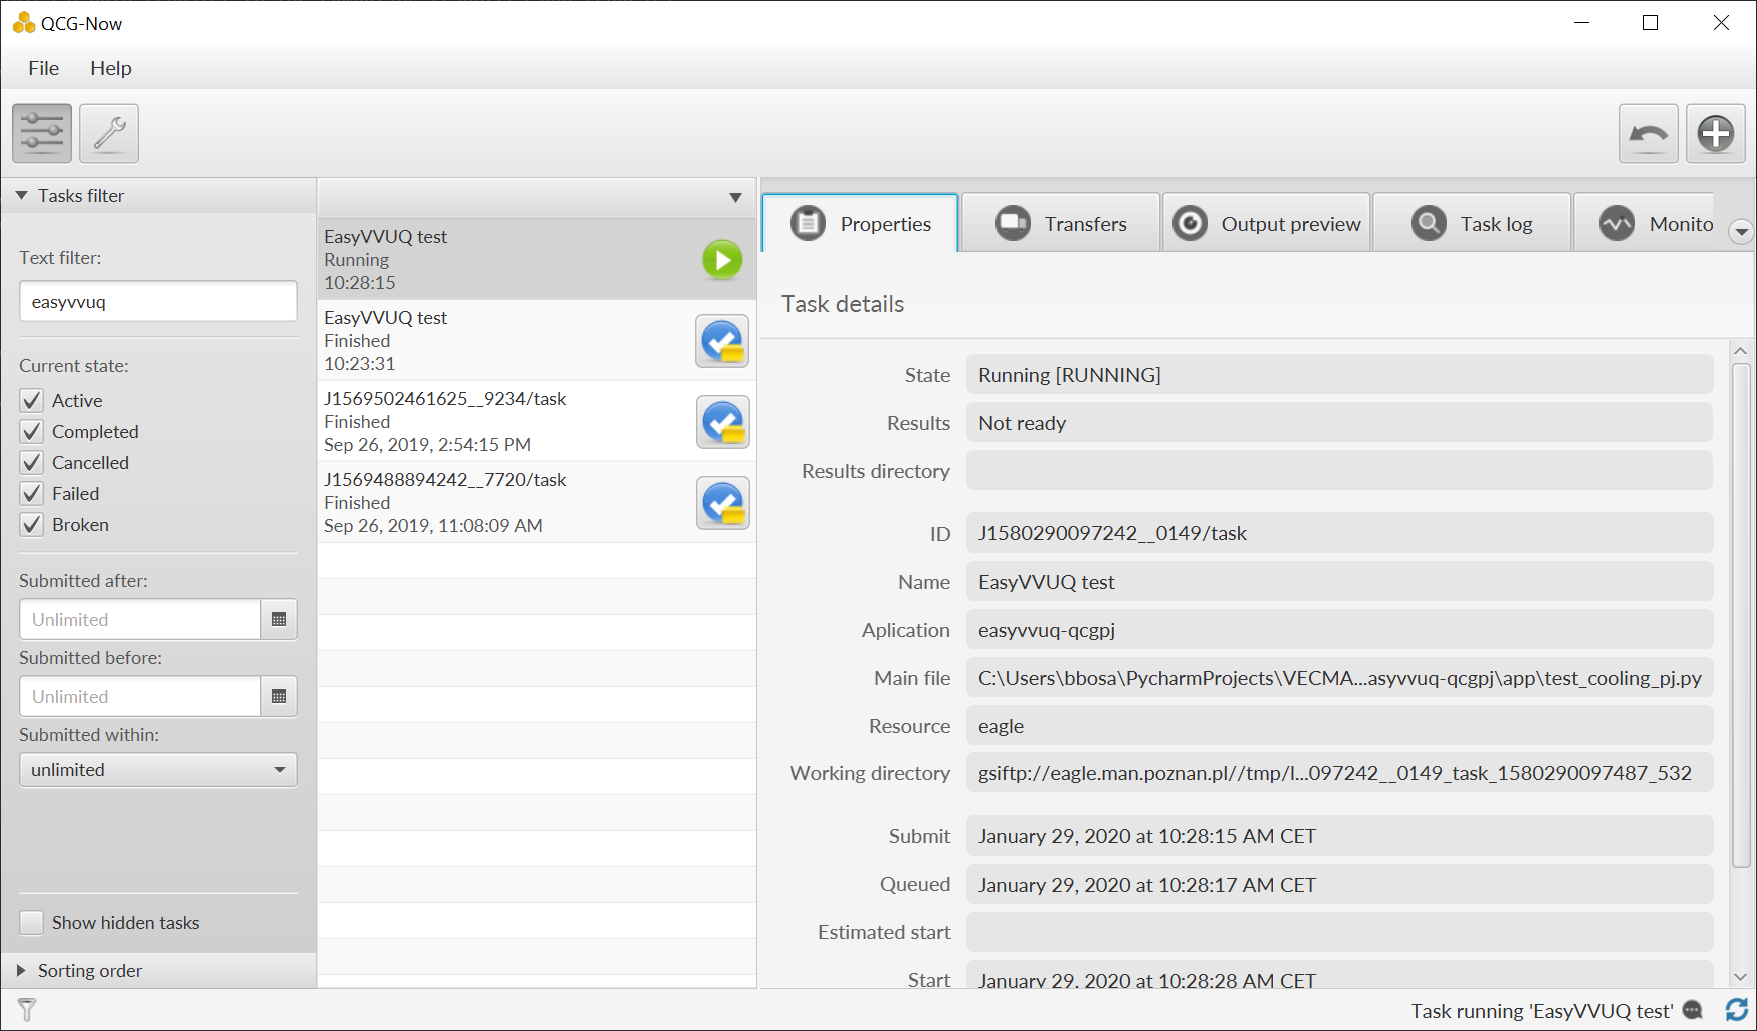 QCG-Now
File Help
Tasks filter
Text filter:
easyvvuq
Current state:
Active
Completed
Cancelled
Failed
Broken
Submitted after:
Unlimited
Submitted before:
Unlimited
Submitted within:
unlimited
Show hidden tasks
Sorting order
EasyVVUQ test
Running
10:28:15
EasyVVUQ test
Finished
10:23:31
J1569502461625__9234/task
Finished
Sep 26, 2019, 2:54:15 PM
J1569488894242__7720/task
Finished
Sep 26, 2019, 11:08:09 AM
Properties Transfers Output preview Task log Monito
Task details
State Running [RUNNING]
Results Not ready
Results directory
ID J1580290097242__0149/task
Name EasyVVUQ test
Aplication easyvvuq-qcgpj
Main file C:\Users\bbosa\PycharmProjects\VECMA...asyvvuq-qcgpj\app\test_cooling_pj.py
Resource eagle
Working directory gsiftp://eagle.man.poznan.pl//tmp/l...097242__0149_task_1580290097487_532
Submit January 29, 2020 at 10:28:15 AM CET
Queued January 29, 2020 at 10:28:17 AM CET
Estimated start
Start January 29, 2020 at 10:28:28 AM CET
Task running 'EasyVVUQ test'